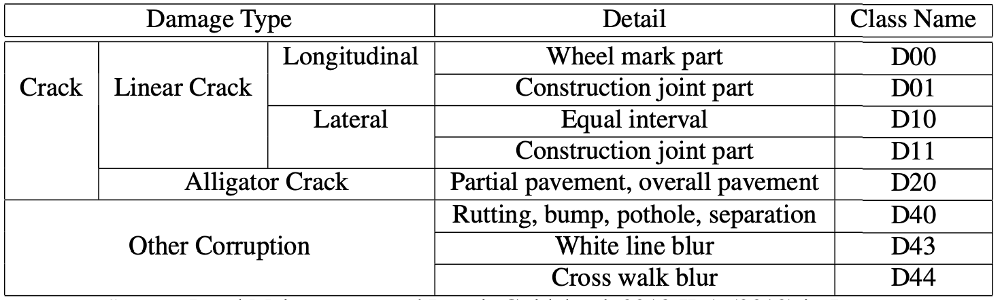 Damage Type Detail Class Name
Longitudinal Wheel mark part D00
Crack Linear Crack Construction joint part D01
Lateral Equal interval D10
Construction joint part D11
Alligator Crack Partial pavement, overall pavement D20
Rutting, bump, pothole, separation D40
Other Corruption White line blur D43
Cross walk blur D44